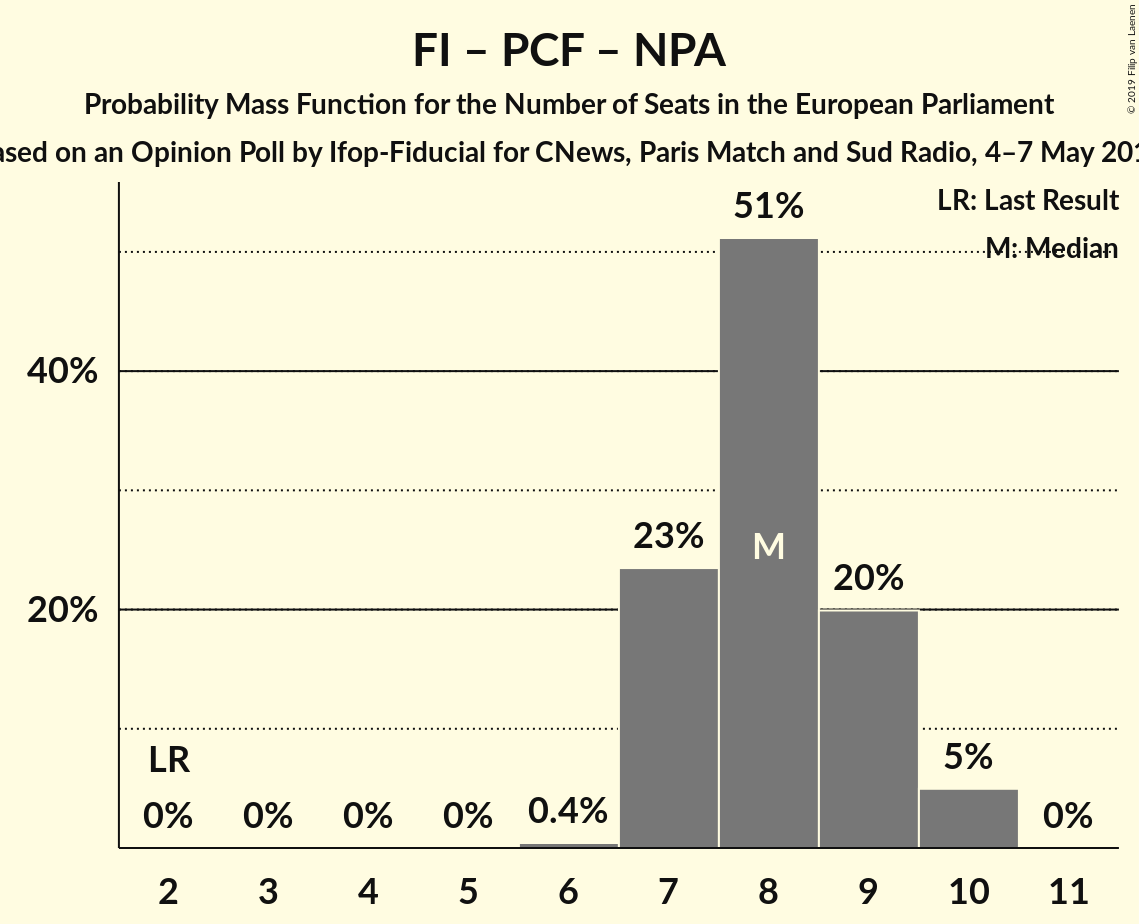 FI – PCF – NPA
Probability Mass Function for the Number of Seats in the European Parliament
on an Opinion Poll by Ifop-Fiducial for CNews, Paris Match and Sud Radio, 4–7 May
© 2019 Filip van Laenen
LR: Last Result
M: Median
51%
40%
23%
M
20%
20%
LR
5%
0%
0%
0%
0%
0.4%
0%
2
3
4
5
6
7
8
9
10
11